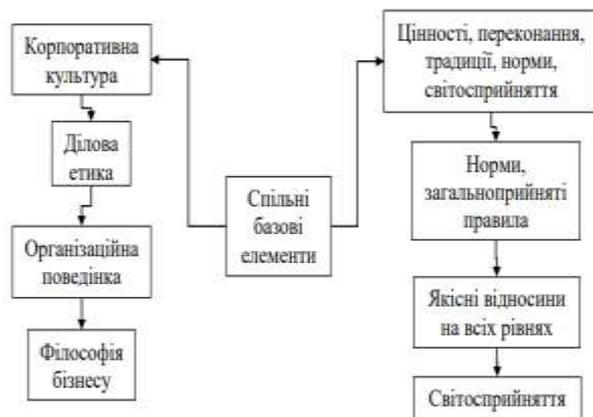 Корпоративна
культура
Ділова
етика
Організаційна
поведінка
Філософія
бізнесу
Спільні
базові
елементи
Цінності, переконання,
традиції, норми,
світосприйняття
Норми,
загальноприйняті
правила
Якісні відносини
на всіх рівнях
Світосприйняття